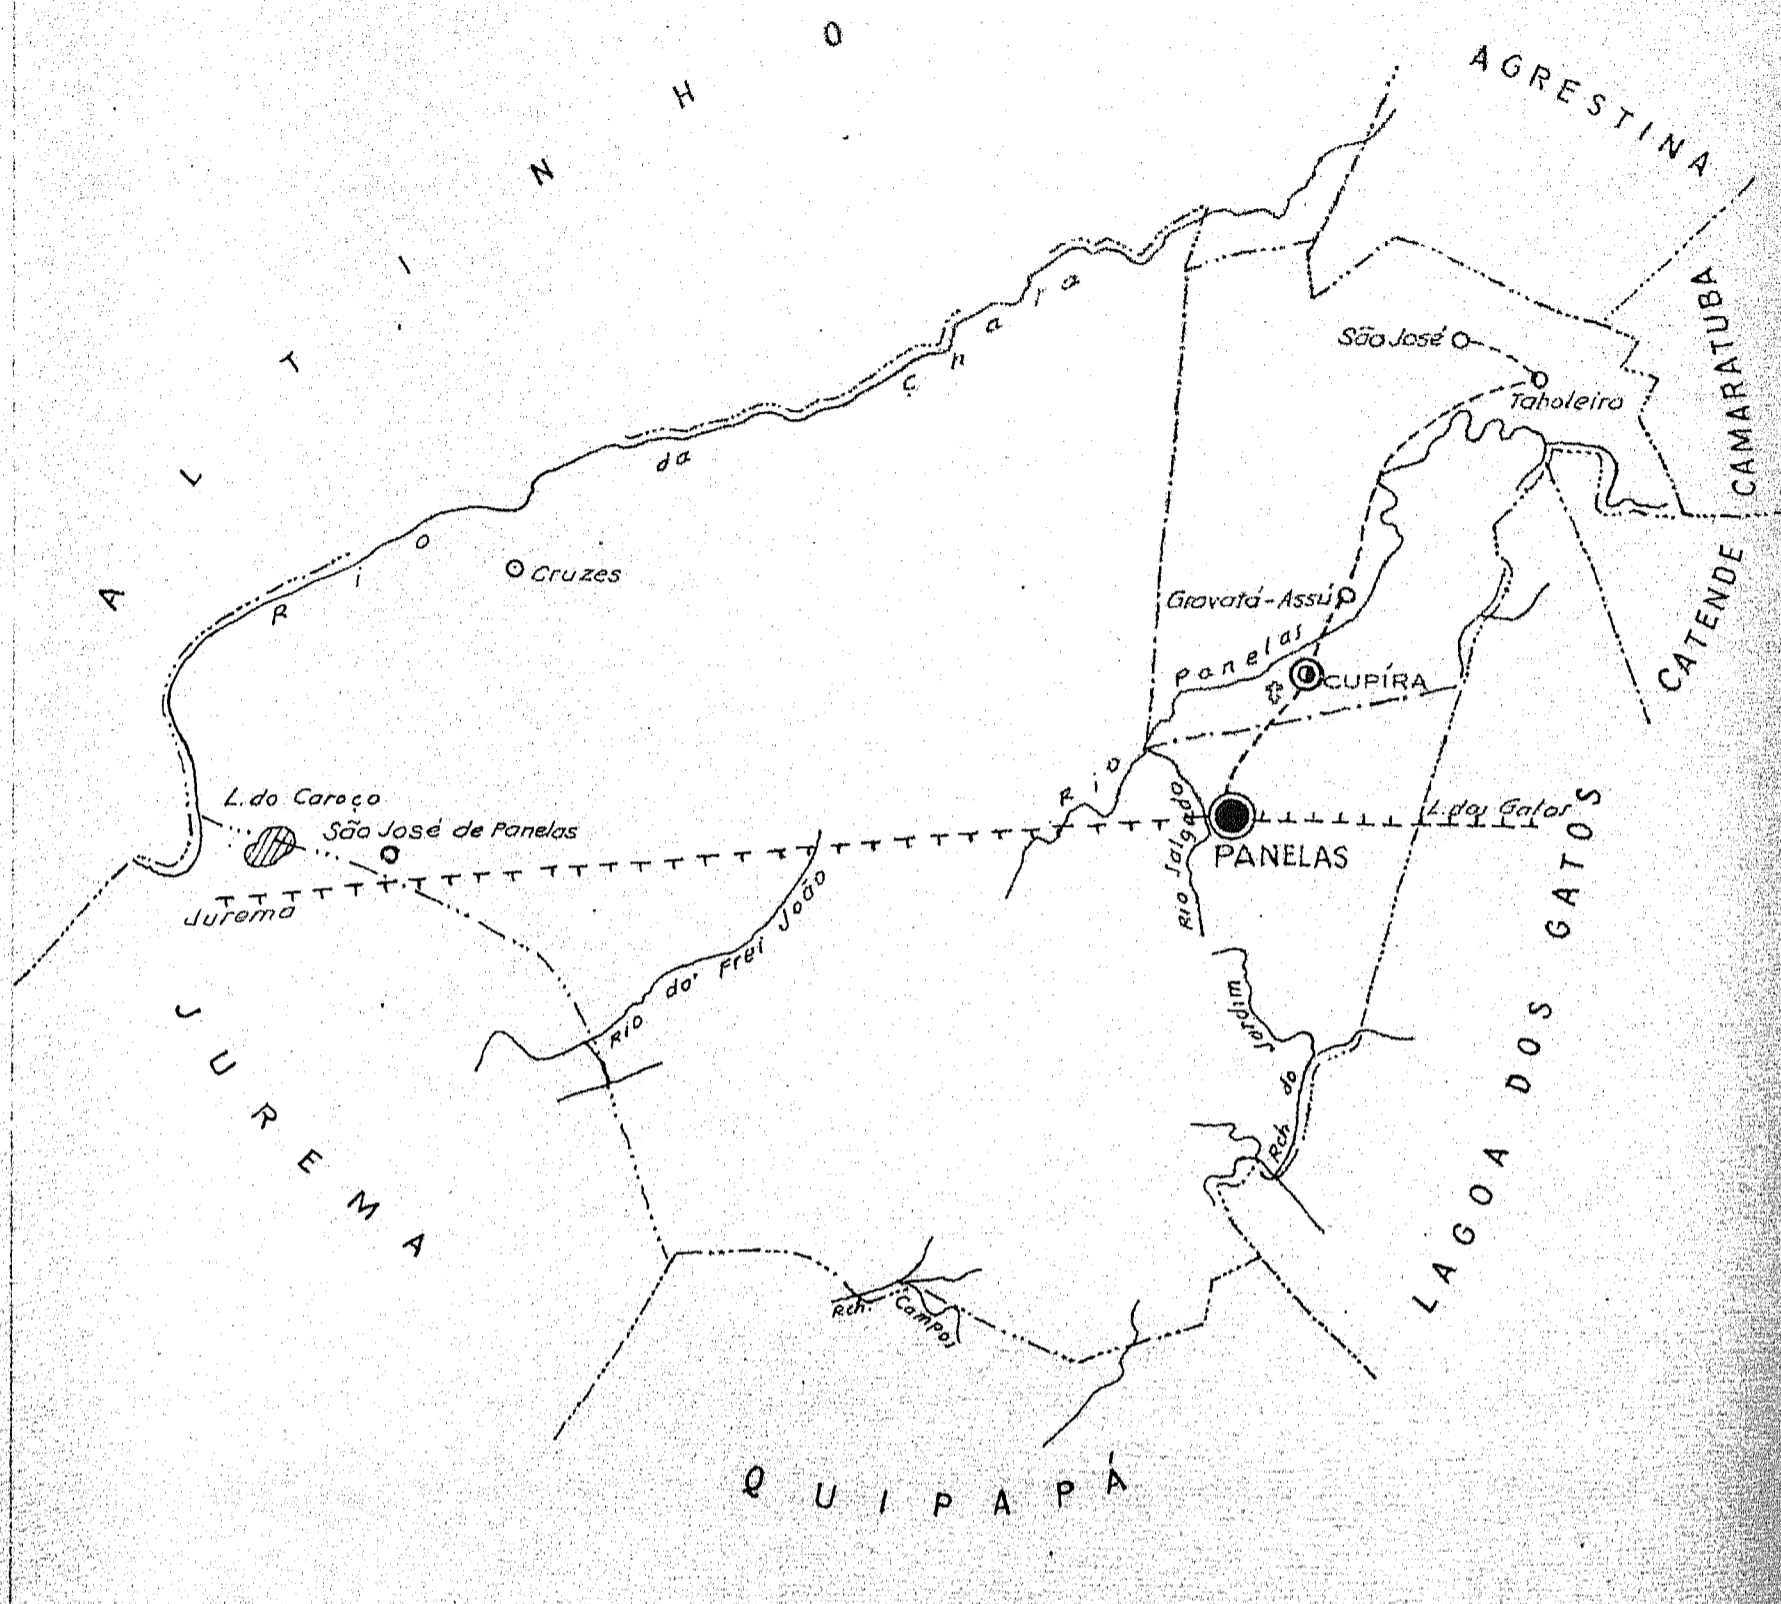 ALTINHO
AGRESTINA
CAMARATUBA
CATENDE
São José
Taboleiro
Rio da Chara
Cruzes
Gravatá-Assú
Rio Panelas
CUPÍRA
L. do Caroço
São José de Panelas
Jurema
Rio Salgado
PANELAS
L. dos Gatos
Rio do Frei João
Rch. do Jardim
LAGOA DOS GATOS
JUREMA
Rch. Campos
QUIPAPÁ